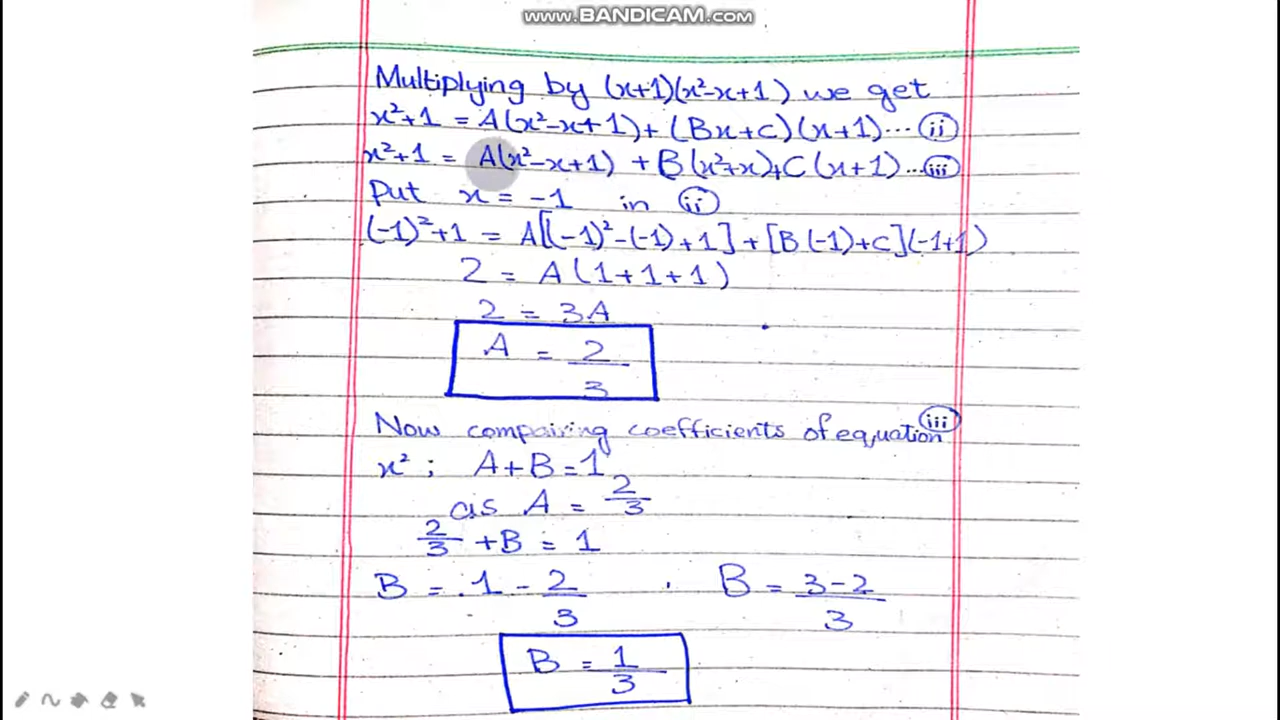 www.BANDICAM.com
Multiplying by (x+1)(x²-x+1) we get
x²+1 = A(x²-x+1)+(Bx+C)(x+1)...(ii)
x²+1 = A(x²-x+1) + B(x²+x)+C(x+1)...(iii)
Put x = -1 in (ii)
(-1)²+1 = A[(-1)²-(-1)+1]+[B(-1)+C](-1+1)
2 = A(1+1+1)
2 = 3A
A = 2/3
Now compairing coefficients of equation (iii)
x² ; A+B=1
as A = 2/3
2/3 +B = 1
B = 1 - 2/3 , B = 3-2/3
B = 1/3